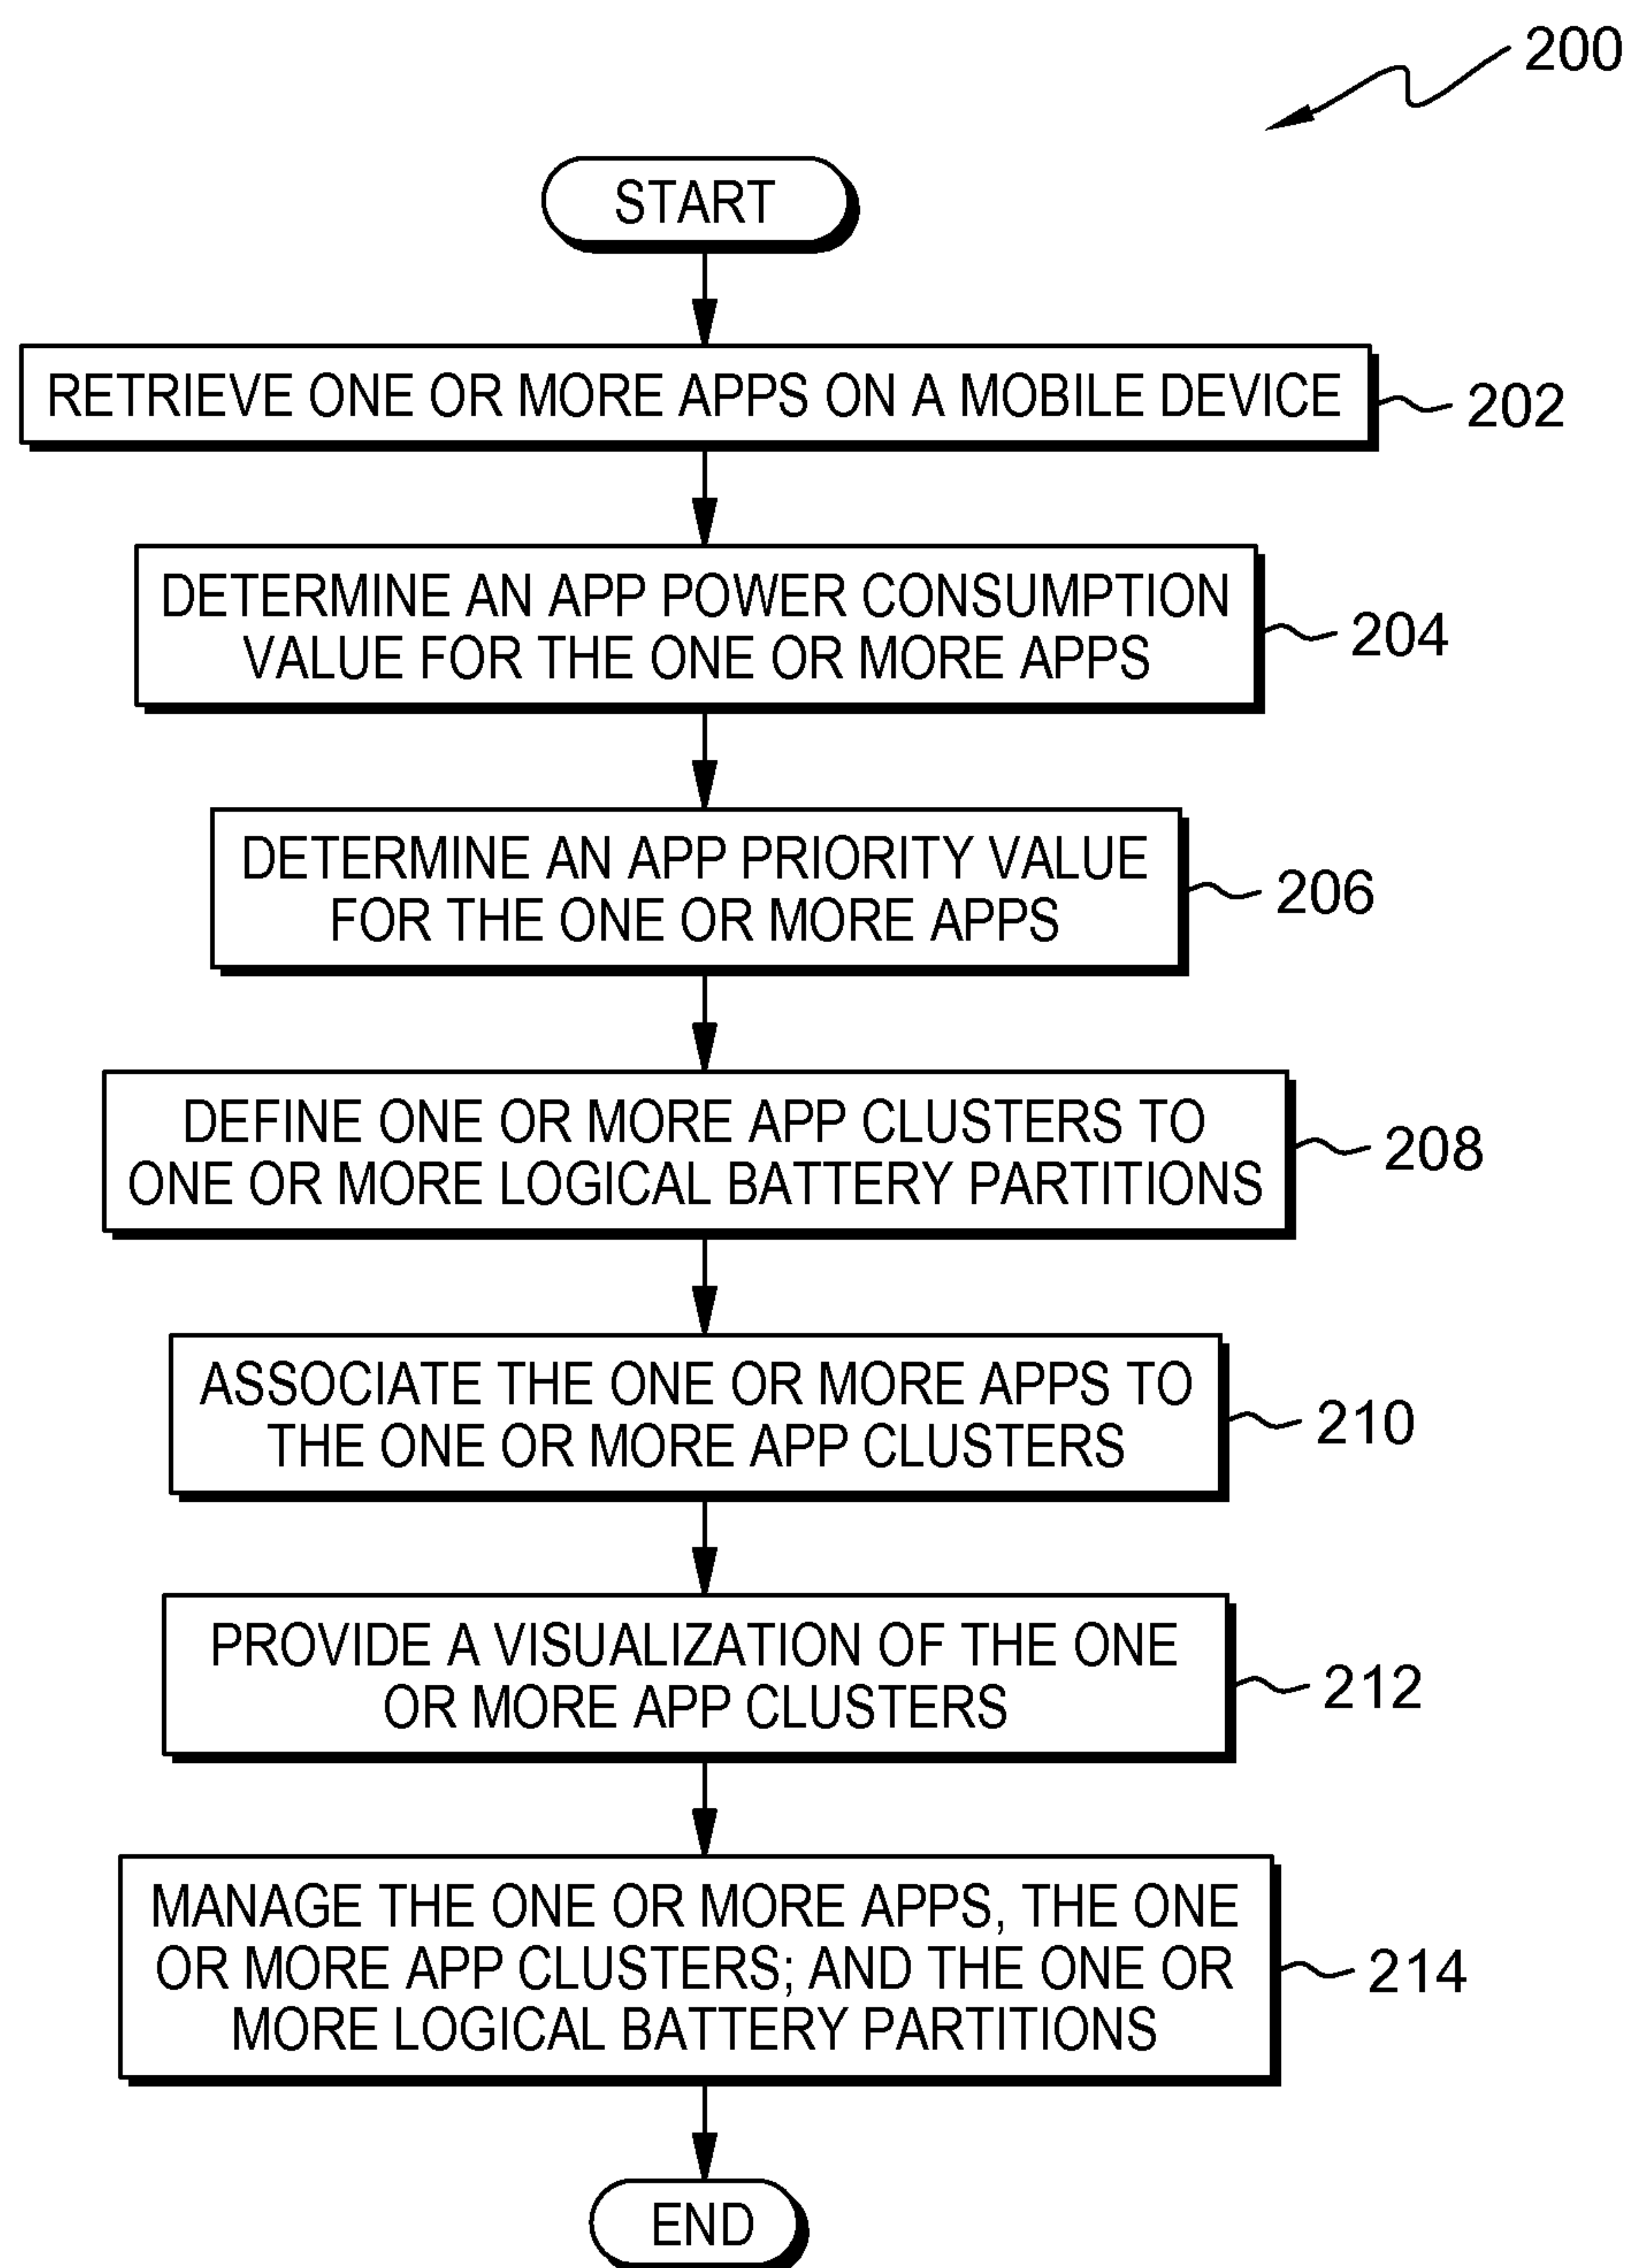 200
START
RETRIEVE ONE OR MORE APPS ON A MOBILE DEVICE
202
DETERMINE AN APP POWER CONSUMPTION
VALUE FOR THE ONE OR MORE APPS
204
DETERMINE AN APP PRIORITY VALUE
FOR THE ONE OR MORE APPS
206
DEFINE ONE OR MORE APP CLUSTERS TO
ONE OR MORE LOGICAL BATTERY PARTITIONS
208
ASSOCIATE THE ONE OR MORE APPS TO
THE ONE OR MORE APP CLUSTERS
210
PROVIDE A VISUALIZATION OF THE ONE
OR MORE APP CLUSTERS
212
MANAGE THE ONE OR MORE APPS, THE ONE
OR MORE APP CLUSTERS; AND THE ONE OR
MORE LOGICAL BATTERY PARTITIONS
214
END